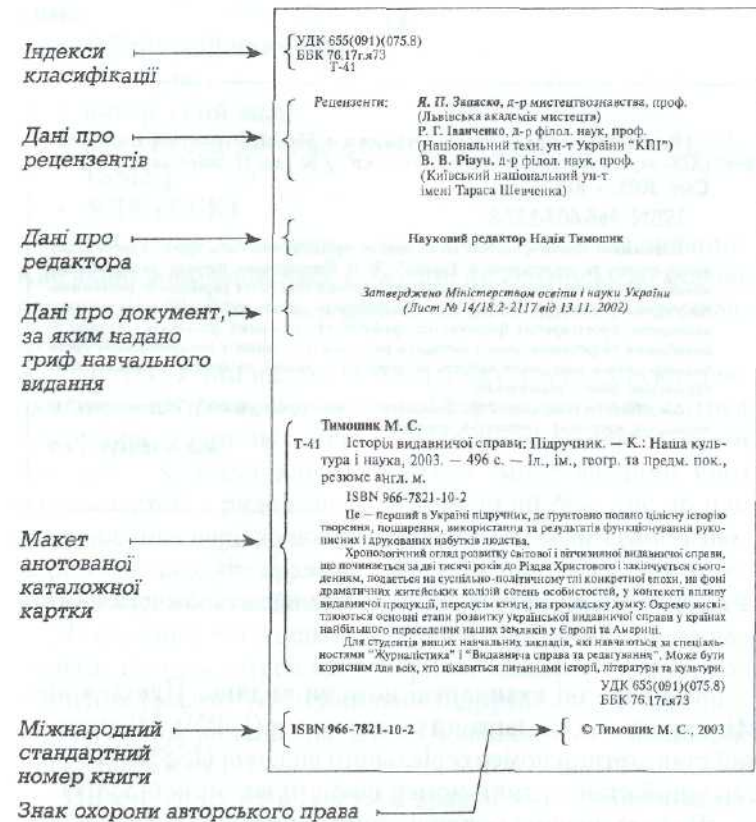 Індекси
класифікації
УДК 655(091)(075.8)
ББК 76.17г.я73
Т-41
Дані про
рецензентів
Рецензенти: Я. П. Запаско, д-р мистецтвознавства, проф.
(Львівська академія мистецтв)
Р. Г. Іванченко, д-р філол. наук, проф.
(Національний техн. ун-т України “КПІ”)
В. В. Різун, д-р філол. наук, проф.
(Київський національний ун-т
імені Тараса Шевченка)
Дані про
редактора
Науковий редактор Надія Тимошик
Дані про документ,
за яким надано
гриф навчального
видання
Затверджено Міністерством освіти і науки України
(Лист № 14/18.2-2117 від 13.11. 2002)
Макет
анотованої
каталожної
картки
Тимошик М. С.
Т-41 Історія видавничої справи: Підручник. — К.: Наша куль-
тура і наука, 2003. — 496 с. — Іл., ім., геогр. та предм. пок.,
резюме англ. м.
ISBN 966-7821-10-2
Це — перший в Україні підручник, де ґрунтовно подано цілісну історію
творення, поширення, використання та результатів функціонування руко-
писних і друкованих набутків людства.
Хронологічний огляд розвитку світової і вітчизняної видавничої справи,
що починається за дві тисячі років до Різдва Христового і закінчується сього-
денням, подається на суспільно-політичному тлі конкретної епохи, на фоні
драматичних житейських колізій сотень особистостей, у контексті впливу
видавничої продукції, передусім книги, на громадську думку. Окремо висві-
тлюються основні етапи розвитку української видавничої справи у країнах
найбільшого переселення наших земляків у Європі та Америці.
Для студентів вищих навчальних закладів, які навчаються за спеціаль-
ностями “Журналістика” і “Видавнича справа та редагування”. Може бути
корисним для всіх, хто цікавиться питаннями історії, літератури та культури.
УДК 655(091)(075.8)
ББК 76.17г.я73
Міжнародний
стандартний
номер книги
ISBN 966-7821-10-2
© Тимошик М. С., 2003
Знак охорони авторського права